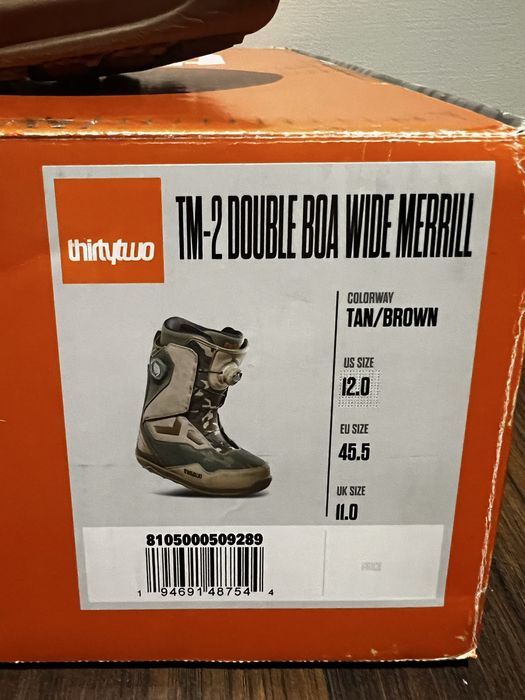 thirtytwo
TM-2 DOUBLE BOA WIDE MERRILL
COLORWAY
TAN/BROWN
US SIZE
12.0
EU SIZE
45.5
UK SIZE
11.0
thirtytwo
8105000509289
1 94691 48754 4
PRICE